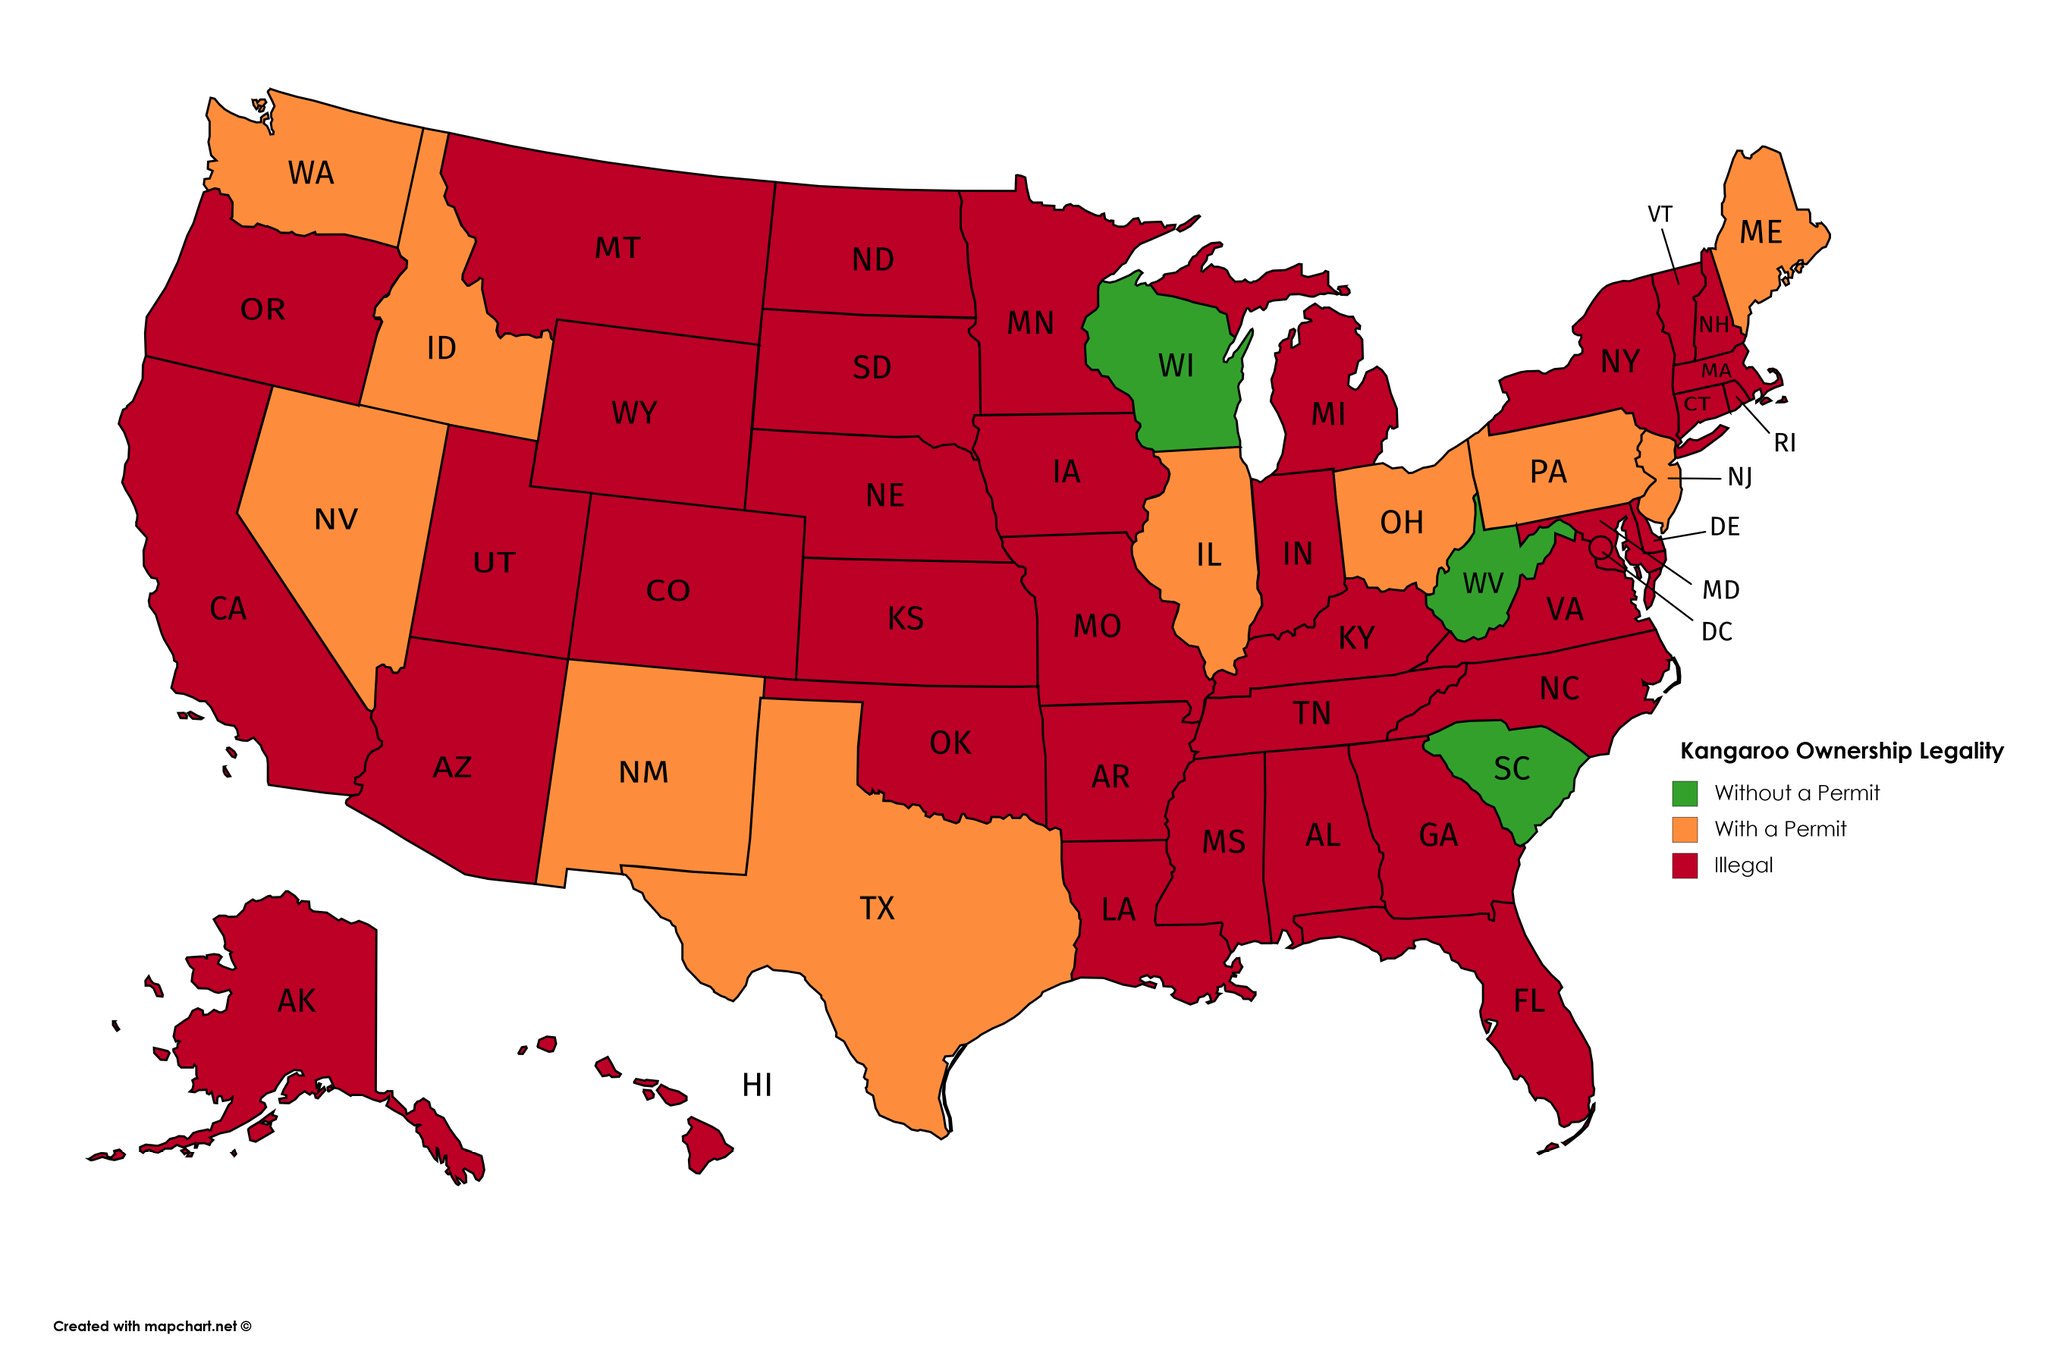 WA
MT
ND
MN
VT
ME
OR
ID
SD
WI
NH
NY
MA
WY
MI
CT
RI
NV
NE
IA
PA
NJ
UT
CO
IL
IN
OH
DE
CA
KS
MO
KY
WV
VA
MD
DC
AZ
NM
OK
AR
TN
NC
SC
Kangaroo Ownership Legality
Without a Permit
With a Permit
Illegal
TX
LA
MS
AL
GA
AK
HI
FL
Created with mapchart.net ©